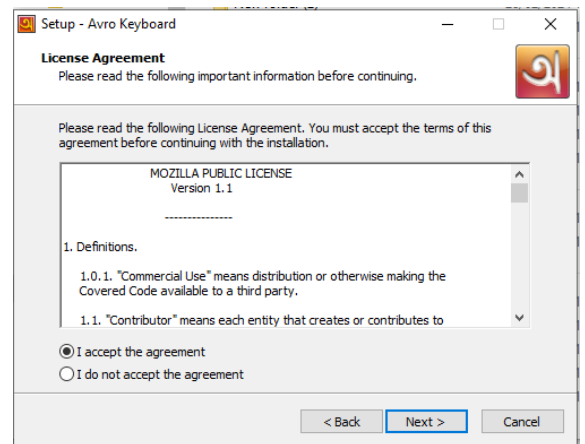 Setup - Avro Keyboard
License Agreement
Please read the following important information before continuing.
অ
Please read the following License Agreement. You must accept the terms of this
agreement before continuing with the installation.
MOZILLA PUBLIC LICENSE
Version 1.1
---------------
1. Definitions.
1.0.1. "Commercial Use" means distribution or otherwise making the
Covered Code available to a third party.
1.1. "Contributor" means each entity that creates or contributes to
I accept the agreement
I do not accept the agreement
< Back Next > Cancel